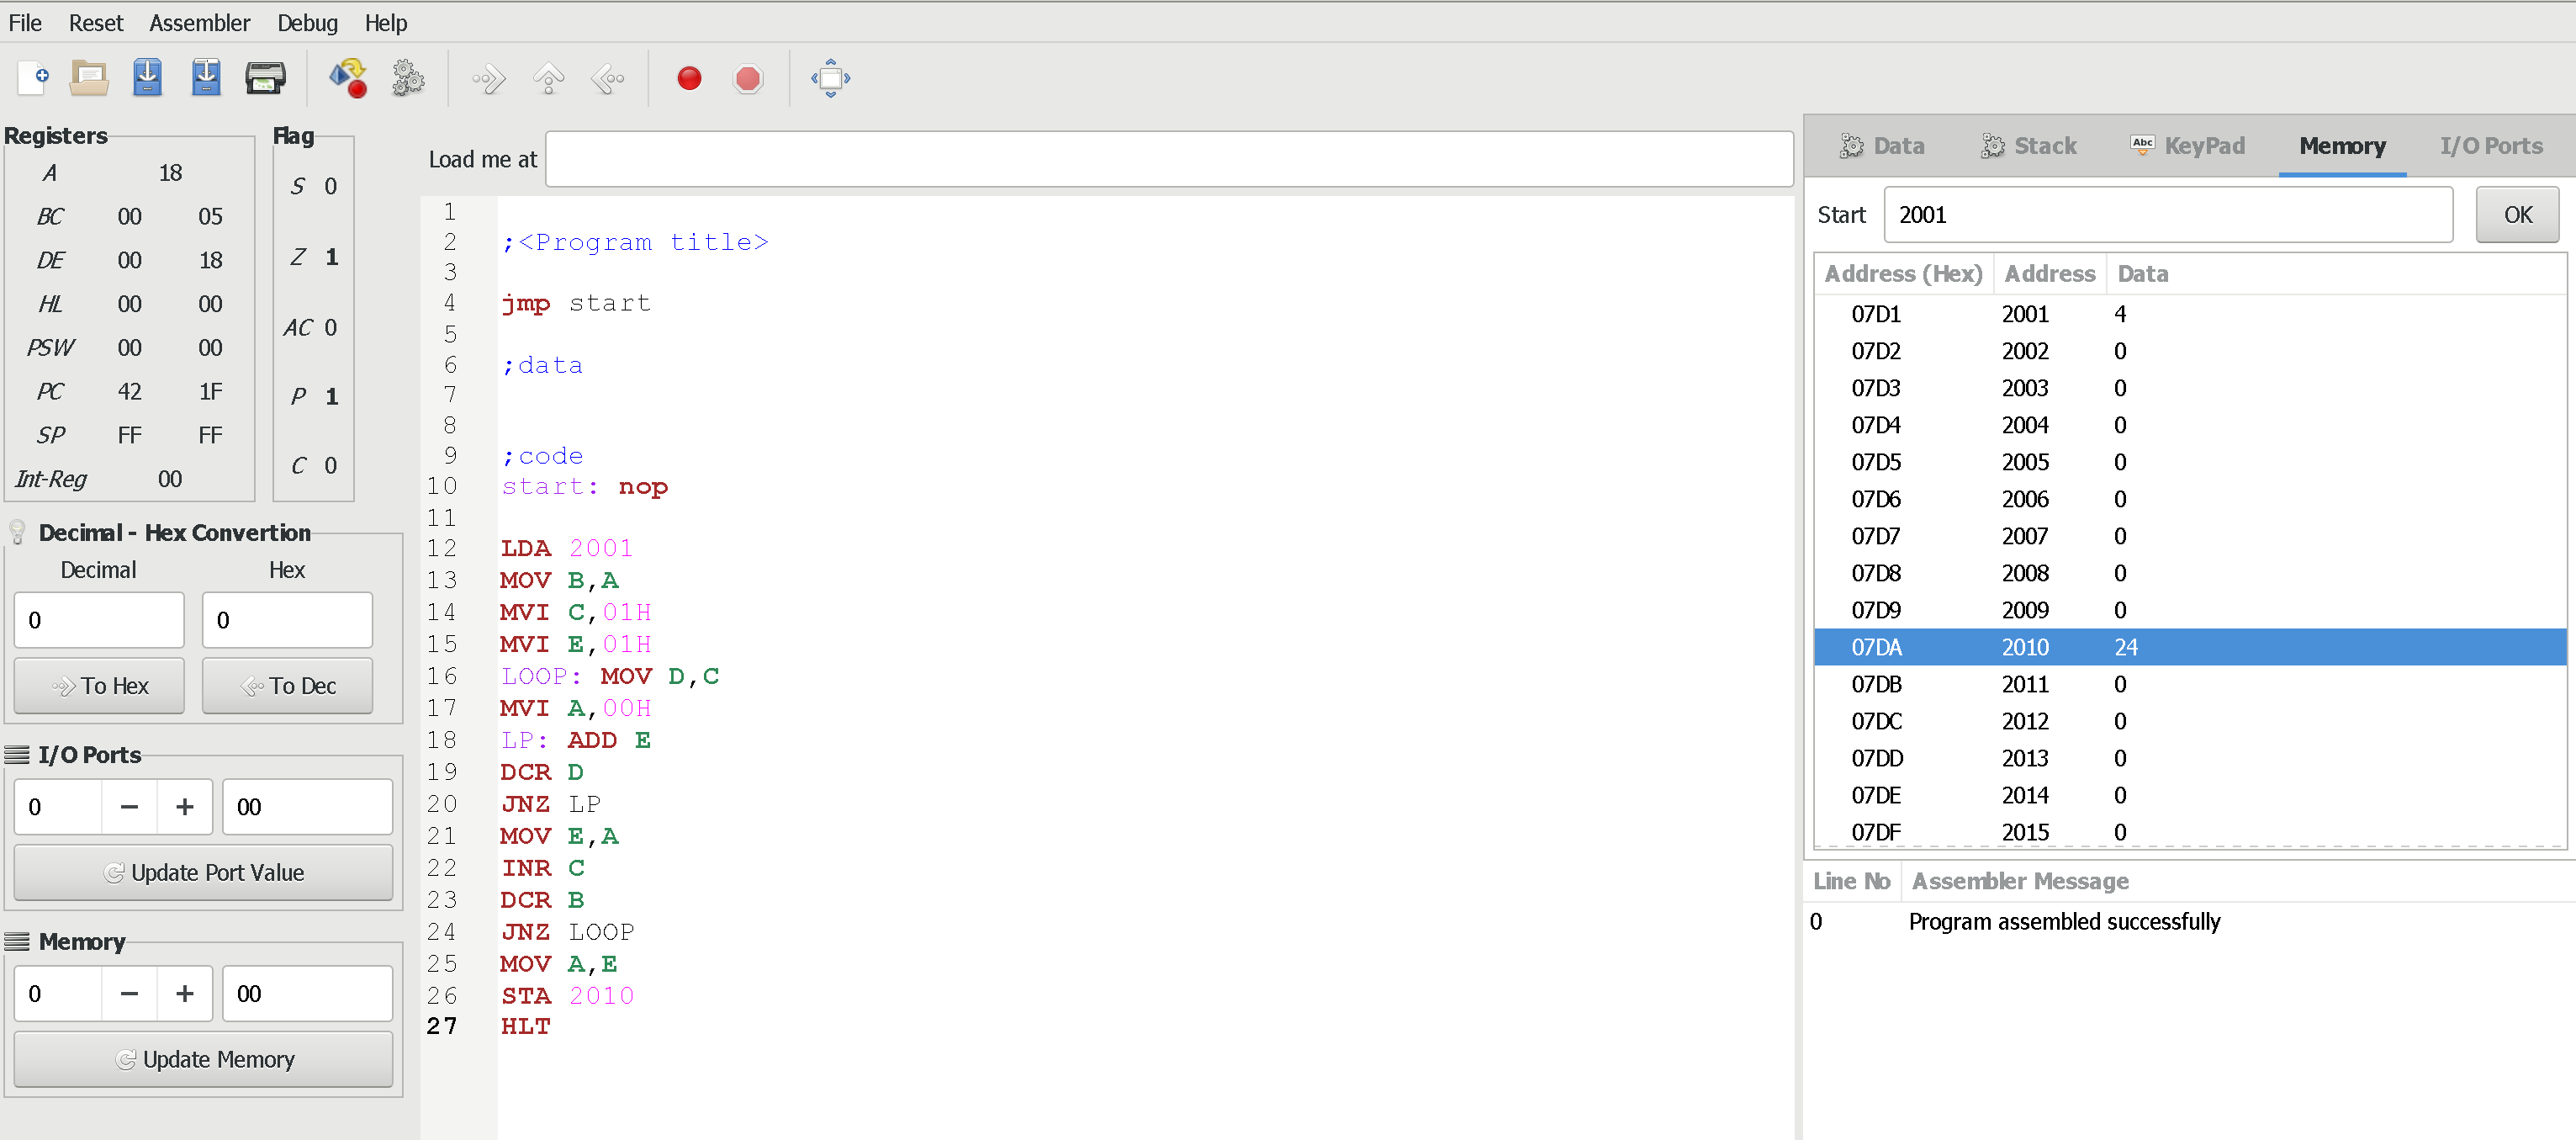 File Reset Assembler Debug Help
Registers
A 18
BC 00 05
DE 00 18
HL 00 00
PSW 00 00
PC 42 1F
SP FF FF
Int-Reg 00
Flag
S 0
Z 1
AC 0
P 1
C 0
Decimal - Hex Convertion
Decimal Hex
0 0
To Hex To Dec
I/O Ports
0 − + 00
Update Port Value
Memory
0 − + 00
Update Memory
Load me at
1
2 ;<Program title>
3
4 jmp start
5
6 ;data
7
8
9 ;code
10 start: nop
11
12 LDA 2001
13 MOV B,A
14 MVI C,01H
15 MVI E,01H
16 LOOP: MOV D,C
17 MVI A,00H
18 LP: ADD E
19 DCR D
20 JNZ LP
21 MOV E,A
22 INR C
23 DCR B
24 JNZ LOOP
25 MOV A,E
26 STA 2010
27 HLT
Data Stack Abc KeyPad Memory I/O Ports
Start 2001 OK
Address (Hex) Address Data
07D1 2001 4
07D2 2002 0
07D3 2003 0
07D4 2004 0
07D5 2005 0
07D6 2006 0
07D7 2007 0
07D8 2008 0
07D9 2009 0
07DA 2010 24
07DB 2011 0
07DC 2012 0
07DD 2013 0
07DE 2014 0
07DF 2015 0
Line No Assembler Message
0 Program assembled successfully